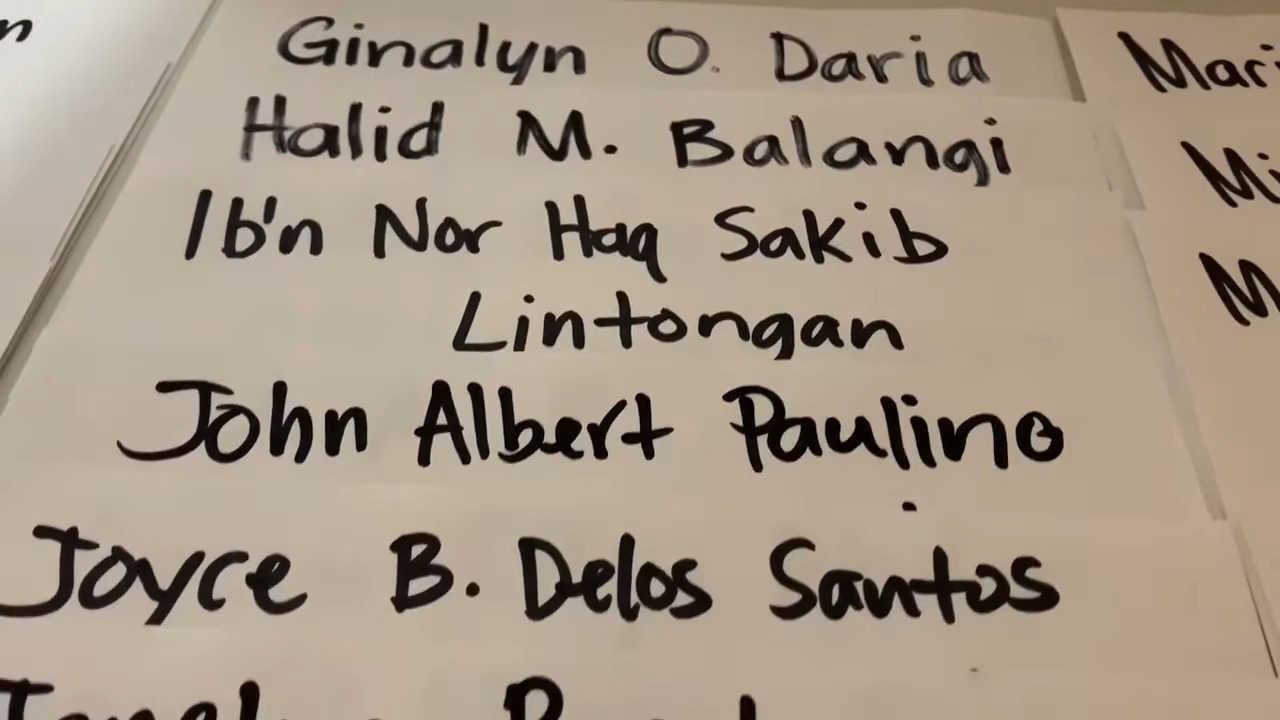 Ginalyn O. Daria
Halid M. Balangi
Ib'n Nor Haq Sakib
Lintongan
John Albert Paulino
Joyce B. Delos Santos